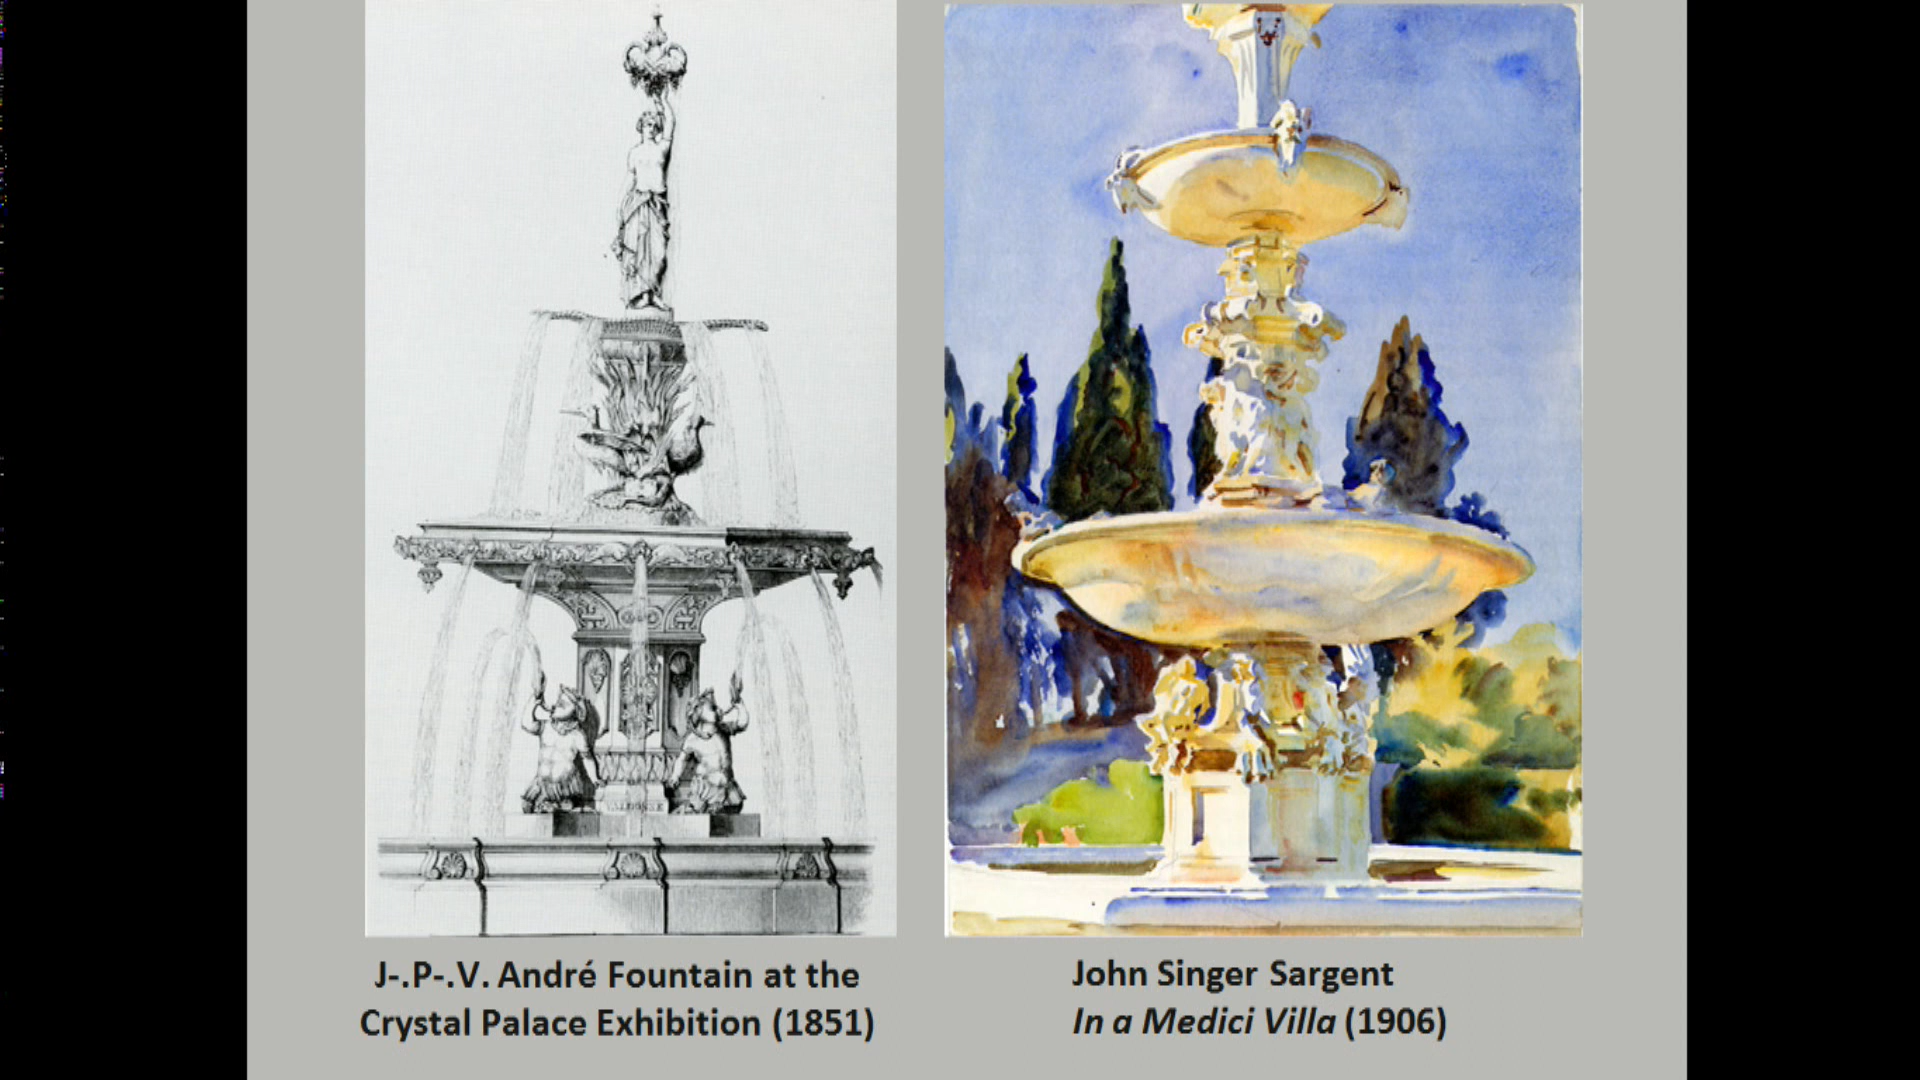 J-.P-.V. André Fountain at the
Crystal Palace Exhibition (1851)
John Singer Sargent
In a Medici Villa (1906)